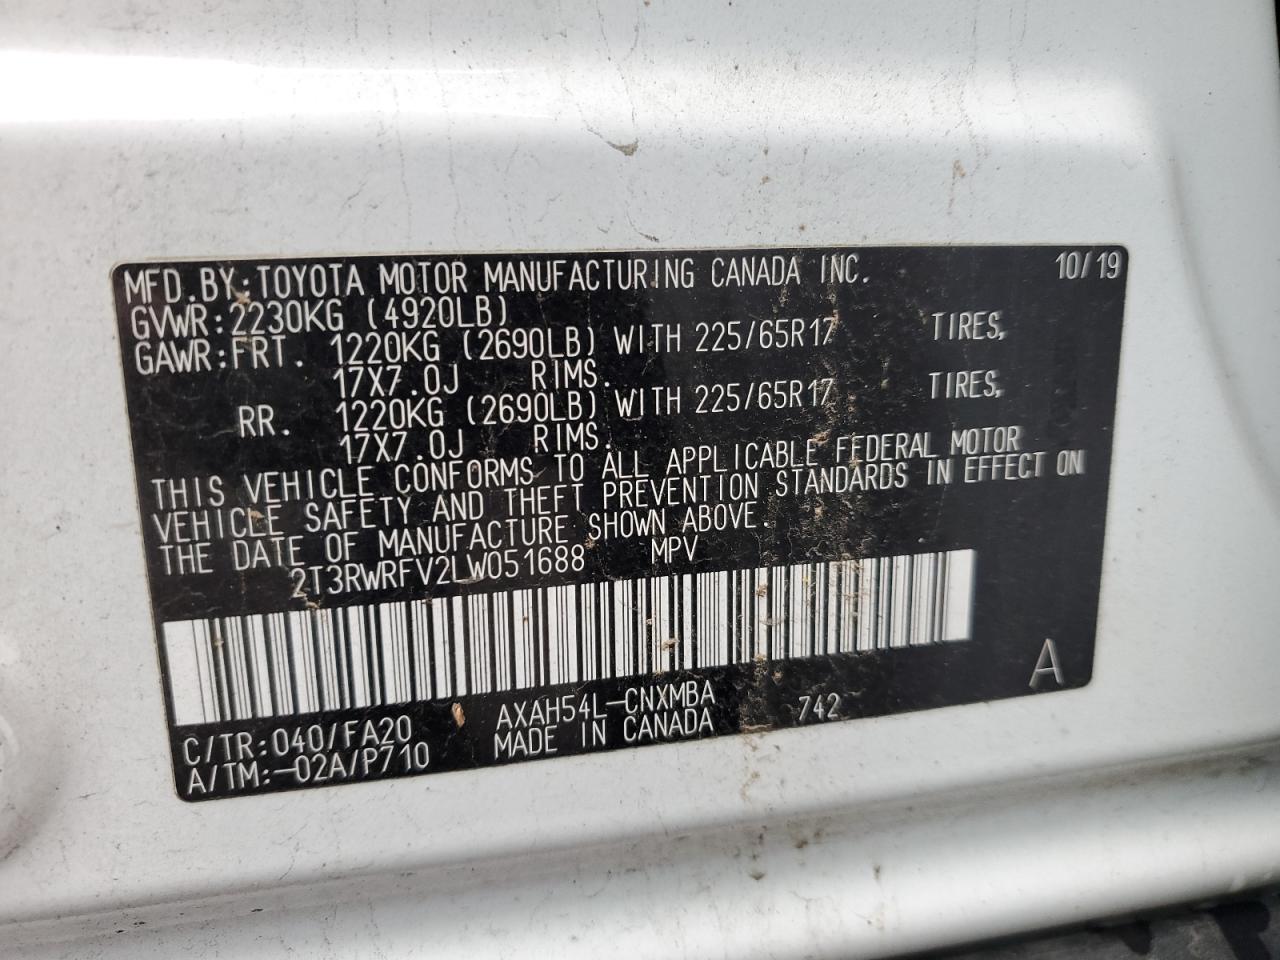 MFD.BY:TOYOTA MOTOR MANUFACTURING CANADA INC. 10/19
GVWR:2230KG (4920LB)
GAWR:FRT. 1220KG (2690LB) WITH 225/65R17 TIRES,
17X7.0J RIMS.
RR. 1220KG (2690LB) WITH 225/65R17 TIRES,
17X7.0J RIMS.
THIS VEHICLE CONFORMS TO ALL APPLICABLE FEDERAL MOTOR
VEHICLE SAFETY AND THEFT PREVENTION STANDARDS IN EFFECT ON
THE DATE OF MANUFACTURE SHOWN ABOVE.
2T3RWRFV2LW051688 MPV
A
C/TR:040/FA20 AXAH54L-CNXMBA 742
A/TM:-02A/P710 MADE IN CANADA